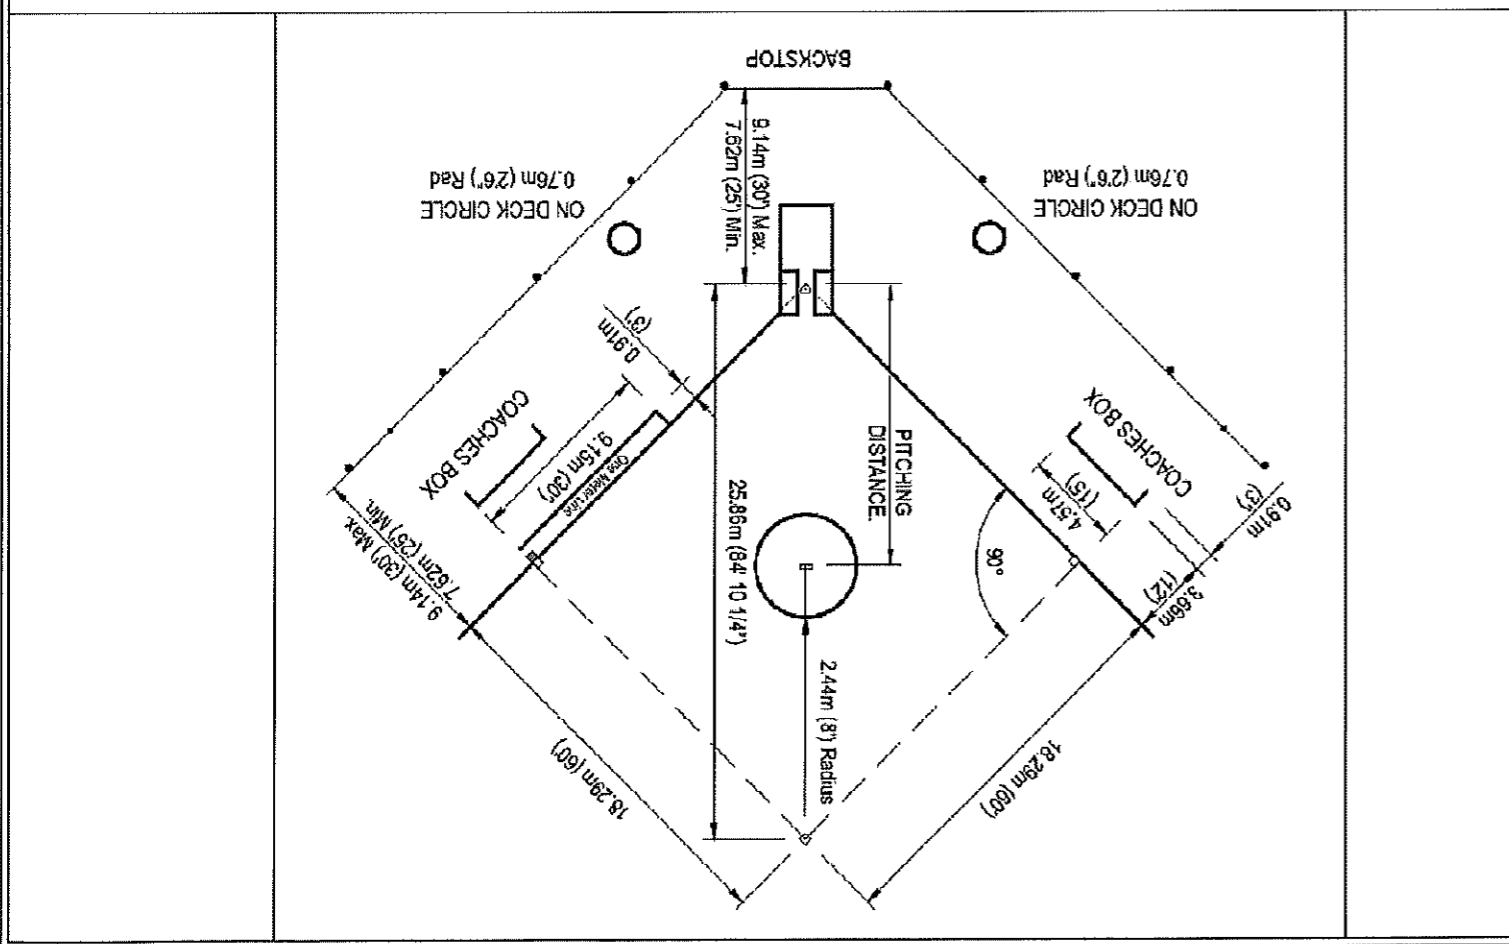 BACKSTOP
9.14m (30') Max.
7.62m (25') Min.
ON DECK CIRCLE
0.76m (2'6") Rad
ON DECK CIRCLE
0.76m (2'6") Rad
0.91m
(3')
COACHES BOX
9.15m (30')
One Meter Line
PITCHING
DISTANCE
COACHES BOX
4.57m
(15')
0.91m
(3')
3.66m
(12')
90°
9.14m (30') Max.
7.62m (25') Min.
25.86m (84' 10 1/4")
2.44m (8') Radius
18.29m (60')
18.29m (60')